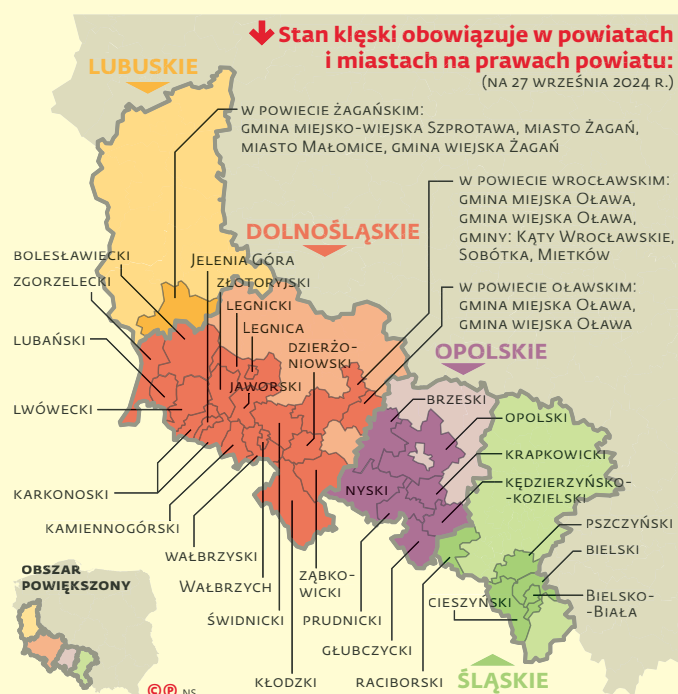 Stan klęski obowiązuje w powiatach
i miastach na prawach powiatu:
(NA 27 WRZEŚNIA 2024 R.)
LUBUSKIE
W POWIECIE ŻAGAŃSKIM:
GMINA MIEJSKO-WIEJSKA SZPROTAWA, MIASTO ŻAGAŃ,
MIASTO MAŁOMICE, GMINA WIEJSKA ŻAGAŃ
W POWIECIE WROCŁAWSKIM:
GMINA MIEJSKA OŁAWA,
GMINA WIEJSKA OŁAWA,
GMINY: KĄTY WROCŁAWSKIE,
SOBÓTKA, MIETKÓW
DOLNOŚLĄSKIE
BOLESŁAWIECKI
JELENIA GÓRA
ZGORZELECKI
ZŁOTORYJSKI
W POWIECIE OŁAWSKIM:
GMINA MIEJSKA OŁAWA,
GMINA WIEJSKA OŁAWA
LEGNICKI
LEGNICA
LUBAŃSKI
DZIERŻO-
NIOWSKI
OPOLSKIE
JAWORSKI
BRZESKI
LWÓWECKI
OPOLSKI
KRAPKOWICKI
KĘDZIERZYŃSKO-
-KOZIELSKI
NYSKI
KARKONOSKI
KAMIENNOGÓRSKI
PSZCZYŃSKI
WAŁBRZYSKI
BIELSKI
OBSZAR
POWIĘKSZONY
WAŁBRZYCH
ZĄBKO-
WICKI
CIESZYŃSKI
BIELSKO-
-BIAŁA
ŚWIDNICKI
PRUDNICKI
GŁUBCZYCKI
KŁODZKI
RACIBORSKI
ŚLĄSKIE
©℗ NS